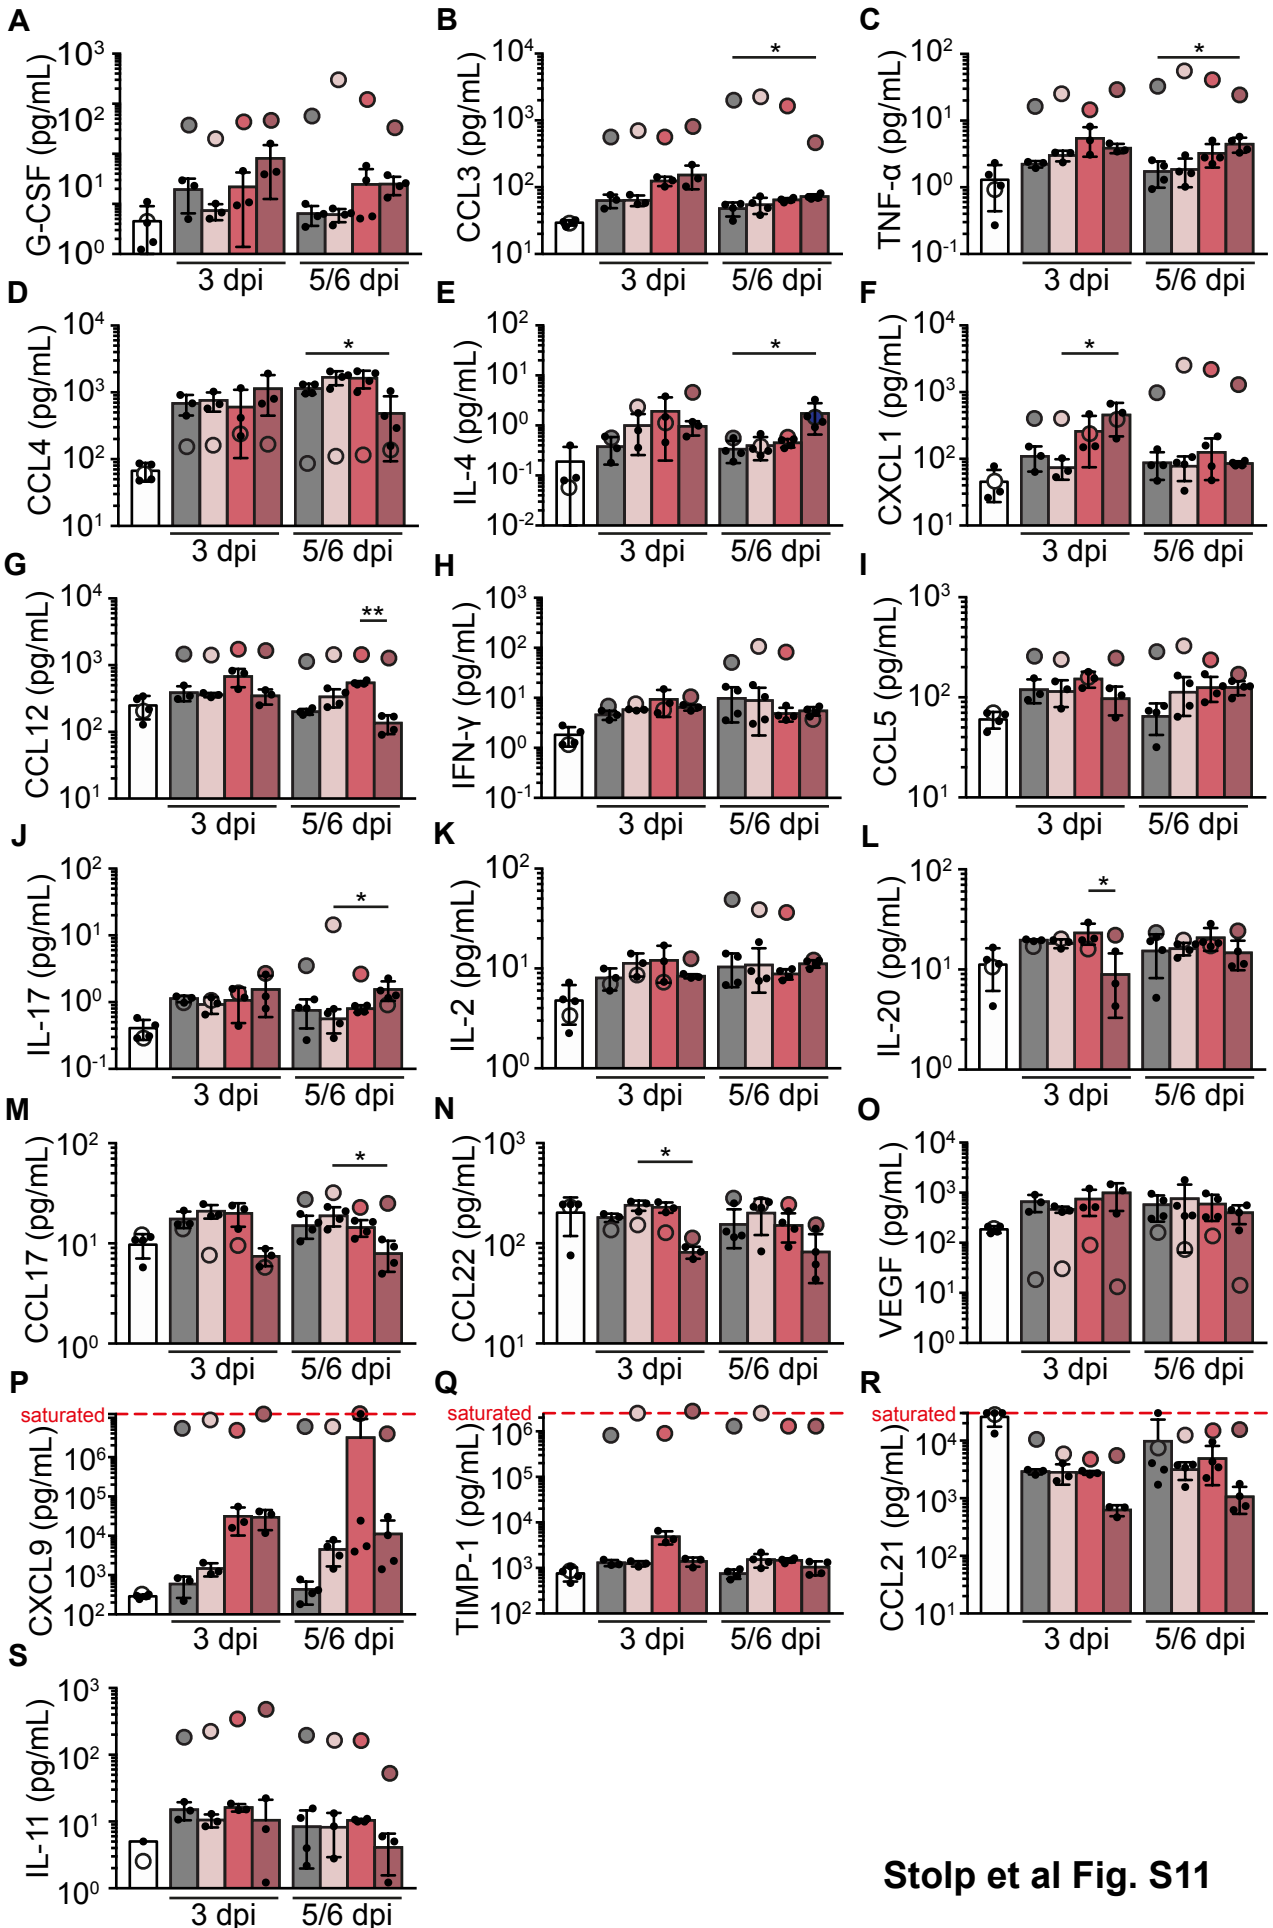 A
G-CSF (pg/mL)
10³
10²
10¹
10⁰
3 dpi
5/6 dpi
B
CCL3 (pg/mL)
10⁴
10³
10²
10¹
*
3 dpi
5/6 dpi
C
TNF-α (pg/mL)
10²
10¹
10⁰
10⁻¹
*
3 dpi
5/6 dpi
D
CCL4 (pg/mL)
10⁴
10³
10²
10¹
*
3 dpi
5/6 dpi
E
IL-4 (pg/mL)
10²
10¹
10⁰
10⁻¹
10⁻²
*
3 dpi
5/6 dpi
F
CXCL1 (pg/mL)
10⁴
10³
10²
10¹
*
3 dpi
5/6 dpi
G
CCL12 (pg/mL)
10⁴
10³
10²
10¹
**
3 dpi
5/6 dpi
H
IFN-γ (pg/mL)
10³
10²
10¹
10⁰
10⁻¹
3 dpi
5/6 dpi
I
CCL5 (pg/mL)
10³
10²
10¹
3 dpi
5/6 dpi
J
IL-17 (pg/mL)
10²
10¹
10⁰
10⁻¹
*
3 dpi
5/6 dpi
K
IL-2 (pg/mL)
10²
10¹
10⁰
3 dpi
5/6 dpi
L
IL-20 (pg/mL)
10²
10¹
10⁰
*
3 dpi
5/6 dpi
M
CCL17 (pg/mL)
10²
10¹
10⁰
*
3 dpi
5/6 dpi
N
CCL22 (pg/mL)
10³
10²
10¹
*
3 dpi
5/6 dpi
O
VEGF (pg/mL)
10⁴
10³
10²
10¹
10⁰
3 dpi
5/6 dpi
P
CXCL9 (pg/mL)
saturated
10⁶
10⁵
10⁴
10³
10²
3 dpi
5/6 dpi
Q
TIMP-1 (pg/mL)
saturated
10⁶
10⁵
10⁴
10³
10²
3 dpi
5/6 dpi
R
CCL21 (pg/mL)
saturated
10⁴
10³
10²
10¹
3 dpi
5/6 dpi
S
IL-11 (pg/mL)
10³
10²
10¹
10⁰
3 dpi
5/6 dpi
Stolp et al Fig. S11